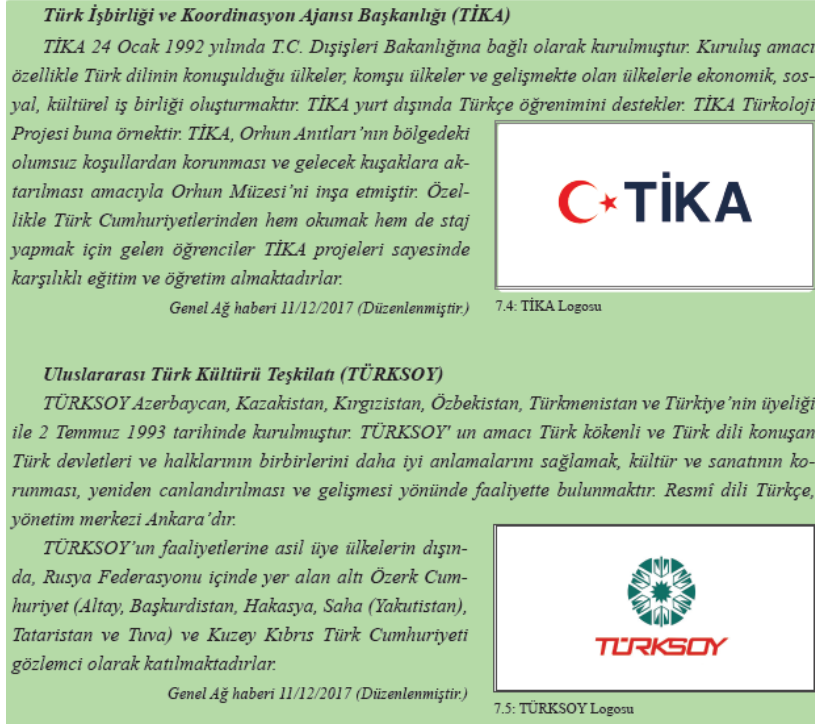 Türk İşbirliği ve Koordinasyon Ajansı Başkanlığı (TİKA)
TİKA 24 Ocak 1992 yılında T.C. Dışişleri Bakanlığına bağlı olarak kurulmuştur. Kuruluş amacı
özellikle Türk dilinin konuşulduğu ülkeler, komşu ülkeler ve gelişmekte olan ülkelerle ekonomik, sos-
yal, kültürel iş birliği oluşturmaktır. TİKA yurt dışında Türkçe öğrenimini destekler. TİKA Türkoloji
Projesi buna örnektir. TİKA, Orhun Anıtları'nın bölgedeki
olumsuz koşullardan korunması ve gelecek kuşaklara ak-
tarılması amacıyla Orhun Müzesi'ni inşa etmiştir. Özel-
likle Türk Cumhuriyetlerinden hem okumak hem de staj
yapmak için gelen öğrenciler TİKA projeleri sayesinde
karşılıklı eğitim ve öğretim almaktadırlar.
Genel Ağ haberi 11/12/2017 (Düzenlenmiştir.)
TİKA
7.4: TİKA Logosu
Uluslararası Türk Kültürü Teşkilatı (TÜRKSOY)
TÜRKSOY Azerbaycan, Kazakistan, Kırgızistan, Özbekistan, Türkmenistan ve Türkiye'nin üyeliği
ile 2 Temmuz 1993 tarihinde kurulmuştur. TÜRKSOY' un amacı Türk kökenli ve Türk dili konuşan
Türk devletleri ve halklarının birbirlerini daha iyi anlamalarını sağlamak, kültür ve sanatının ko-
runması, yeniden canlandırılması ve gelişmesi yönünde faaliyette bulunmaktır. Resmî dili Türkçe,
yönetim merkezi Ankara'dır.
TÜRKSOY'un faaliyetlerine asil üye ülkelerin dışın-
da, Rusya Federasyonu içinde yer alan altı Özerk Cum-
huriyet (Altay, Başkurdistan, Hakasya, Saha (Yakutistan),
Tataristan ve Tuva) ve Kuzey Kıbrıs Türk Cumhuriyeti
gözlemci olarak katılmaktadırlar.
Genel Ağ haberi 11/12/2017 (Düzenlenmiştir.)
TÜRKSOY
7.5: TÜRKSOY Logosu